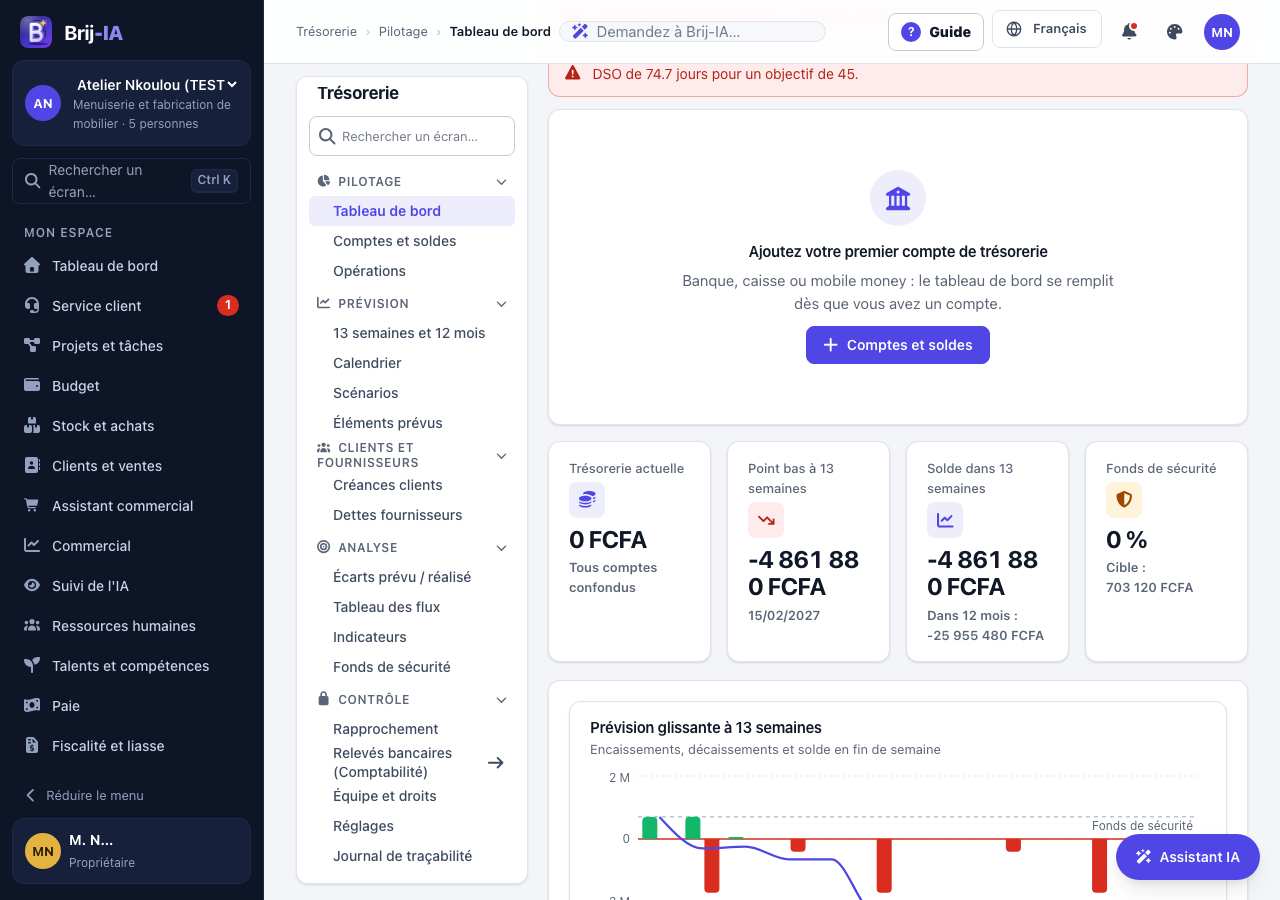 Brij-IA
AN
Atelier Nkoulou (TEST
Menuiserie et fabrication de
mobilier · 5 personnes
Rechercher un
écran...
Ctrl K
MON ESPACE
Tableau de bord
Service client
1
Projets et tâches
Budget
Stock et achats
Clients et ventes
Assistant commercial
Commercial
Suivi de l'IA
Ressources humaines
Talents et compétences
Paie
Fiscalité et liasse
Réduire le menu
MN
M. N...
Propriétaire
Trésorerie › Pilotage › Tableau de bord
Demandez à Brij-IA...
? Guide
Français
MN
Trésorerie
Rechercher un écran...
PILOTAGE
Tableau de bord
Comptes et soldes
Opérations
PRÉVISION
13 semaines et 12 mois
Calendrier
Scénarios
Éléments prévus
CLIENTS ET
FOURNISSEURS
Créances clients
Dettes fournisseurs
ANALYSE
Écarts prévu / réalisé
Tableau des flux
Indicateurs
Fonds de sécurité
CONTRÔLE
Rapprochement
Relevés bancaires
(Comptabilité)
Équipe et droits
Réglages
Journal de traçabilité
DSO de 74.7 jours pour un objectif de 45.
Ajoutez votre premier compte de trésorerie
Banque, caisse ou mobile money : le tableau de bord se remplit
dès que vous avez un compte.
Comptes et soldes
Trésorerie actuelle
0 FCFA
Tous comptes
confondus
Point bas à 13
semaines
-4 861 88
0 FCFA
15/02/2027
Solde dans 13
semaines
-4 861 88
0 FCFA
Dans 12 mois :
-25 955 480 FCFA
Fonds de sécurité
0 %
Cible :
703 120 FCFA
Prévision glissante à 13 semaines
Encaissements, décaissements et solde en fin de semaine
2 M
Fonds de sécurité
0
Assistant IA